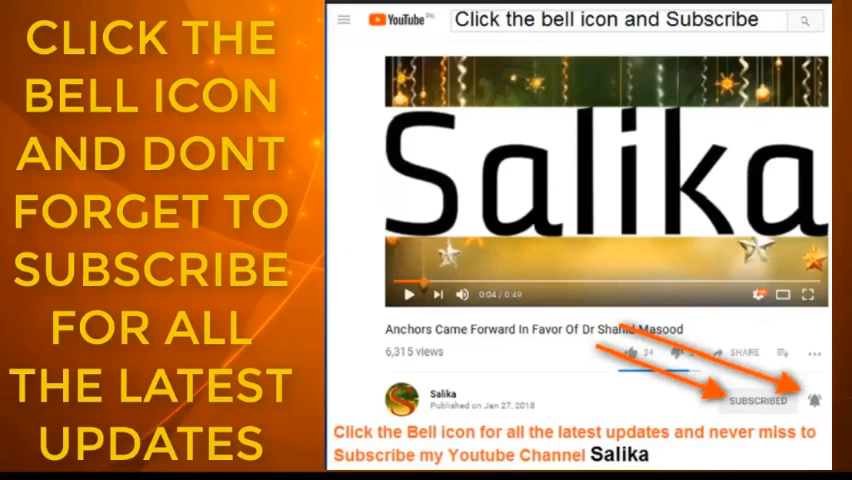 CLICK THE
BELL ICON
AND DONT
FORGET TO
SUBSCRIBE
FOR ALL
THE LATEST
UPDATES
YouTube PK
Click the bell icon and Subscribe
Salika
0:04 / 0:49
Anchors Came Forward In Favor Of Dr Shahid Masood
6,315 views
34
SHARE
Salika
Published on Jan 27, 2018
SUBSCRIBED
Click the Bell icon for all the latest updates and never miss to
Subscribe my Youtube Channel Salika